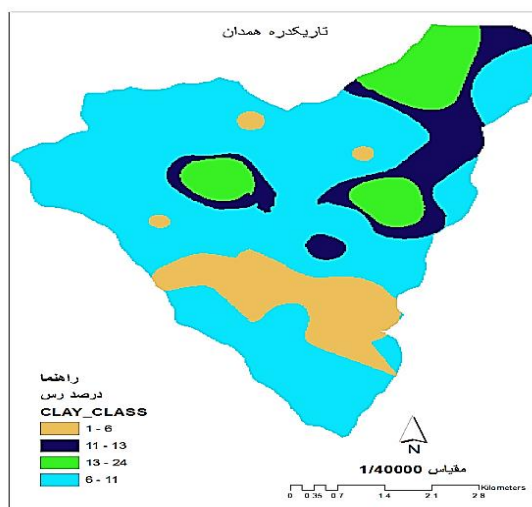 تاریکدره همدان
راهنما
درصد رس
CLAY_CLASS
1 - 6
11 - 13
13 - 24
6 - 11
N
مقیاس 1/40000
Kilometers
0 0.35 0.7 1.4 2.1 2.8